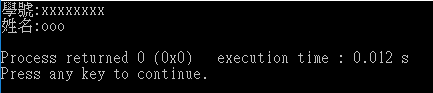 學號:xxxxxxxx
姓名:ooo
Process returned 0 (0x0)   execution time : 0.012 s
Press any key to continue.